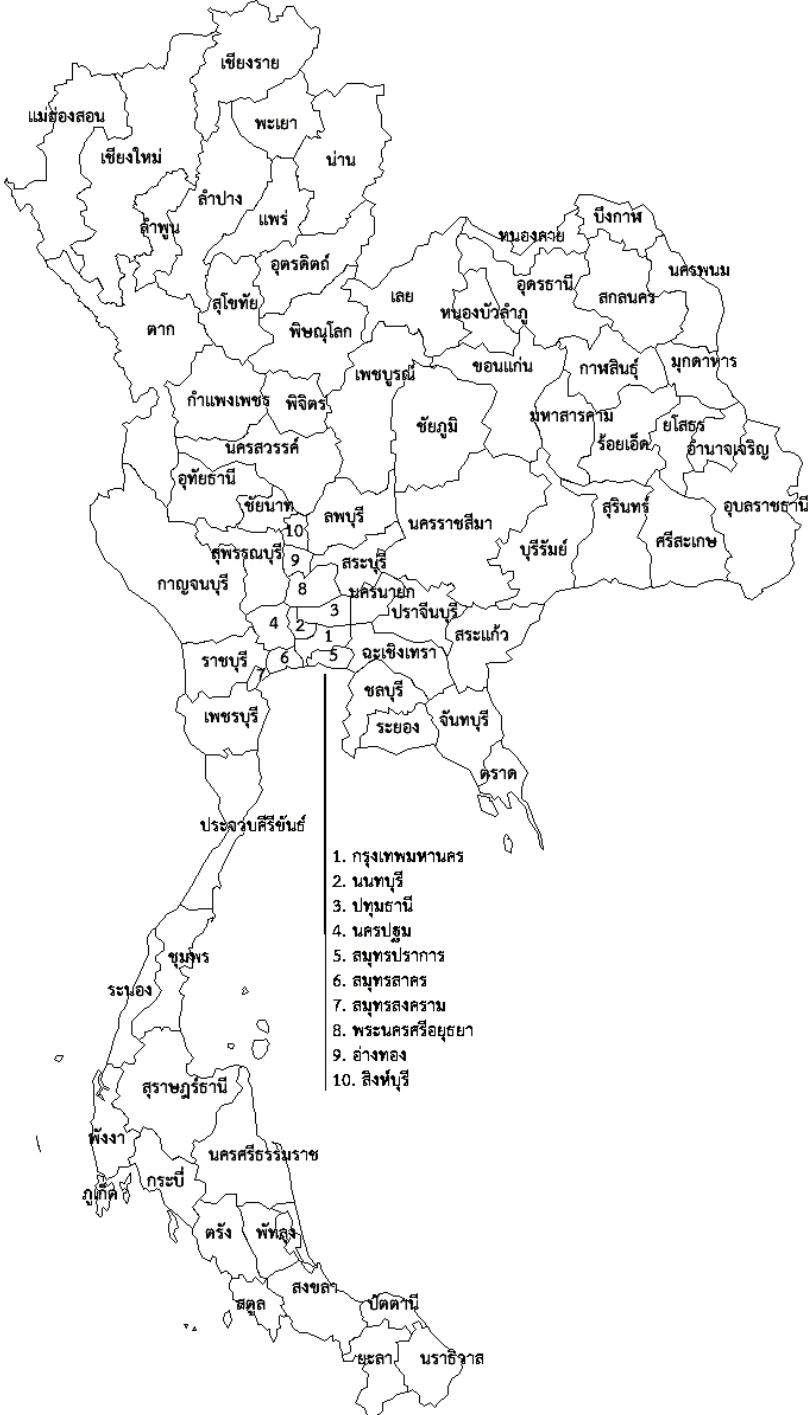 เชียงราย
แม่ฮ่องสอน
พะเยา
เชียงใหม่
น่าน
ลำปาง
แพร่
ลำพูน
บึงกาฬ
หนองคาย
อุตรดิตถ์
นครพนม
อุดรธานี
สกลนคร
สุโขทัย
เลย
หนองบัวลำภู
ตาก
พิษณุโลก
มุกดาหาร
ขอนแก่น
กาฬสินธุ์
เพชบูรณ์
กำแพงเพชร
พิจิตร
มหาสารคาม
ยโสธร
ชัยภูมิ
ร้อยเอ็ด
อำนาจเจริญ
นครสวรรค์
อุทัยธานี
ชัยนาท
ลพบุรี
นครราชสีมา
สุรินทร์
อุบลราชธานี
10
บุรีรัมย์
ศรีสะเกษ
สุพรรณบุรี
9
สระบุรี
กาญจนบุรี
8
นครนายก
3
ปราจีนบุรี
4
2
1
สระแก้ว
ราชบุรี
6
5
ฉะเชิงเทรา
7
ชลบุรี
เพชรบุรี
ระยอง
จันทบุรี
ตราด
ประจวบคีรีขันธ์
1. กรุงเทพมหานคร
2. นนทบุรี
3. ปทุมธานี
4. นครปฐม
5. สมุทรปราการ
6. สมุทรสาคร
7. สมุทรสงคราม
8. พระนครศรีอยุธยา
9. อ่างทอง
10. สิงห์บุรี
ชุมพร
ระนอง
สุราษฎร์ธานี
พังงา
นครศรีธรรมราช
กระบี่
ภูเก็ต
ตรัง
พัทลุง
สงขลา
สตูล
ปัตตานี
ยะลา
นราธิวาส